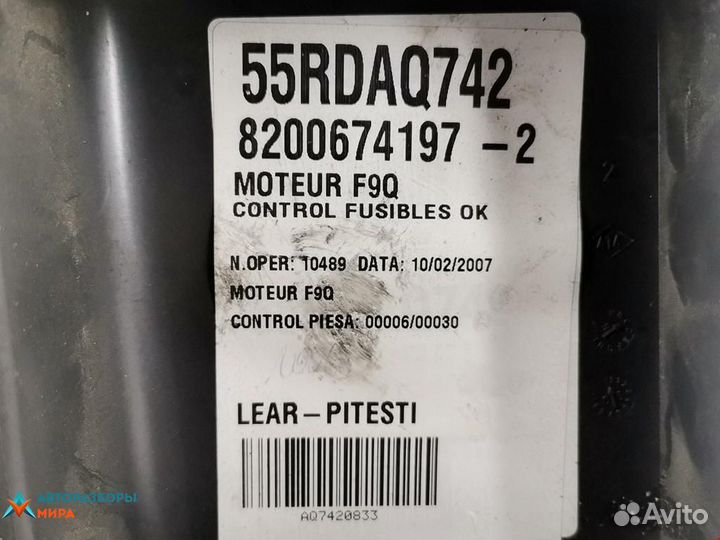 55RDAQ742
8200674197 -2
MOTEUR F9Q
CONTROL FUSIBLES OK
N.OPER: 10489 DATA: 10/02/2007
MOTEUR F9Q
CONTROL PIESA: 00006/00030
LEAR-PITESTI
AQ7420833
АВТОРАЗБОРЫ
МИРА
Avito